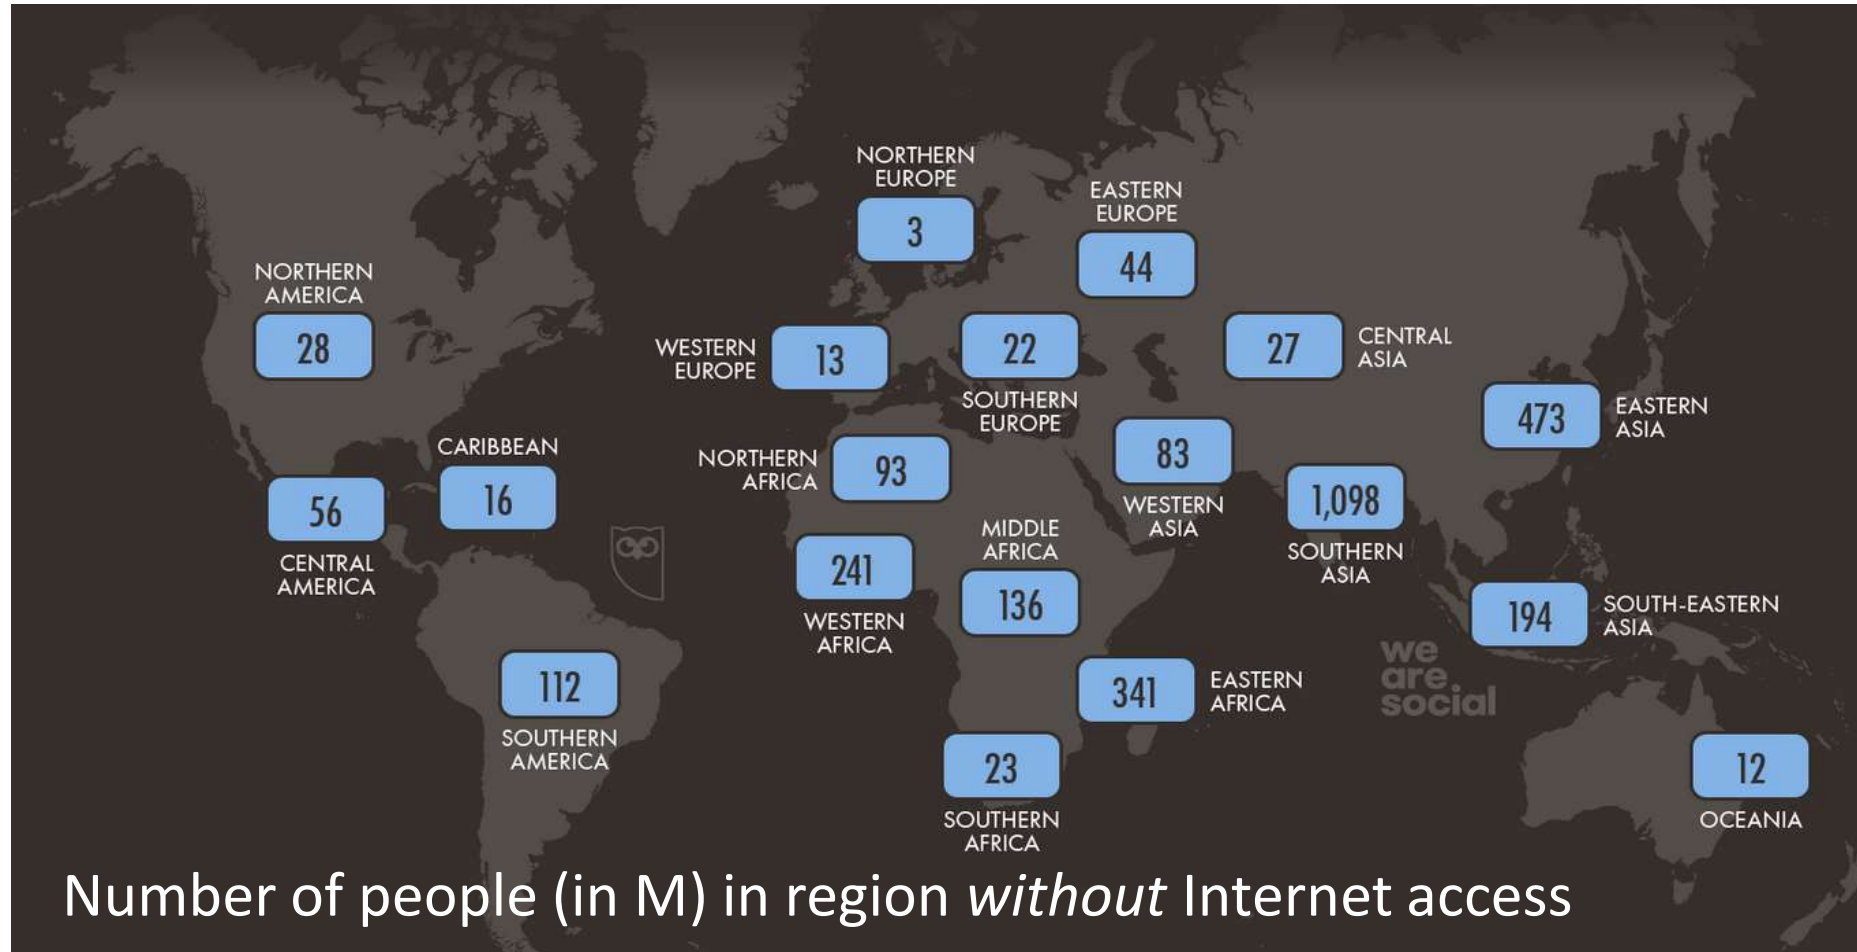 NORTHERN
EUROPE
3
EASTERN
EUROPE
44
NORTHERN
AMERICA
28
WESTERN
EUROPE
13
22
SOUTHERN
EUROPE
27
CENTRAL
ASIA
473
EASTERN
ASIA
CARIBBEAN
16
NORTHERN
AFRICA
93
83
WESTERN
ASIA
1,098
SOUTHERN
ASIA
56
CENTRAL
AMERICA
MIDDLE
AFRICA
136
241
WESTERN
AFRICA
194
SOUTH-EASTERN
ASIA
we
are
social
112
SOUTHERN
AMERICA
341
EASTERN
AFRICA
23
SOUTHERN
AFRICA
12
OCEANIA
Number of people (in M) in region without Internet access